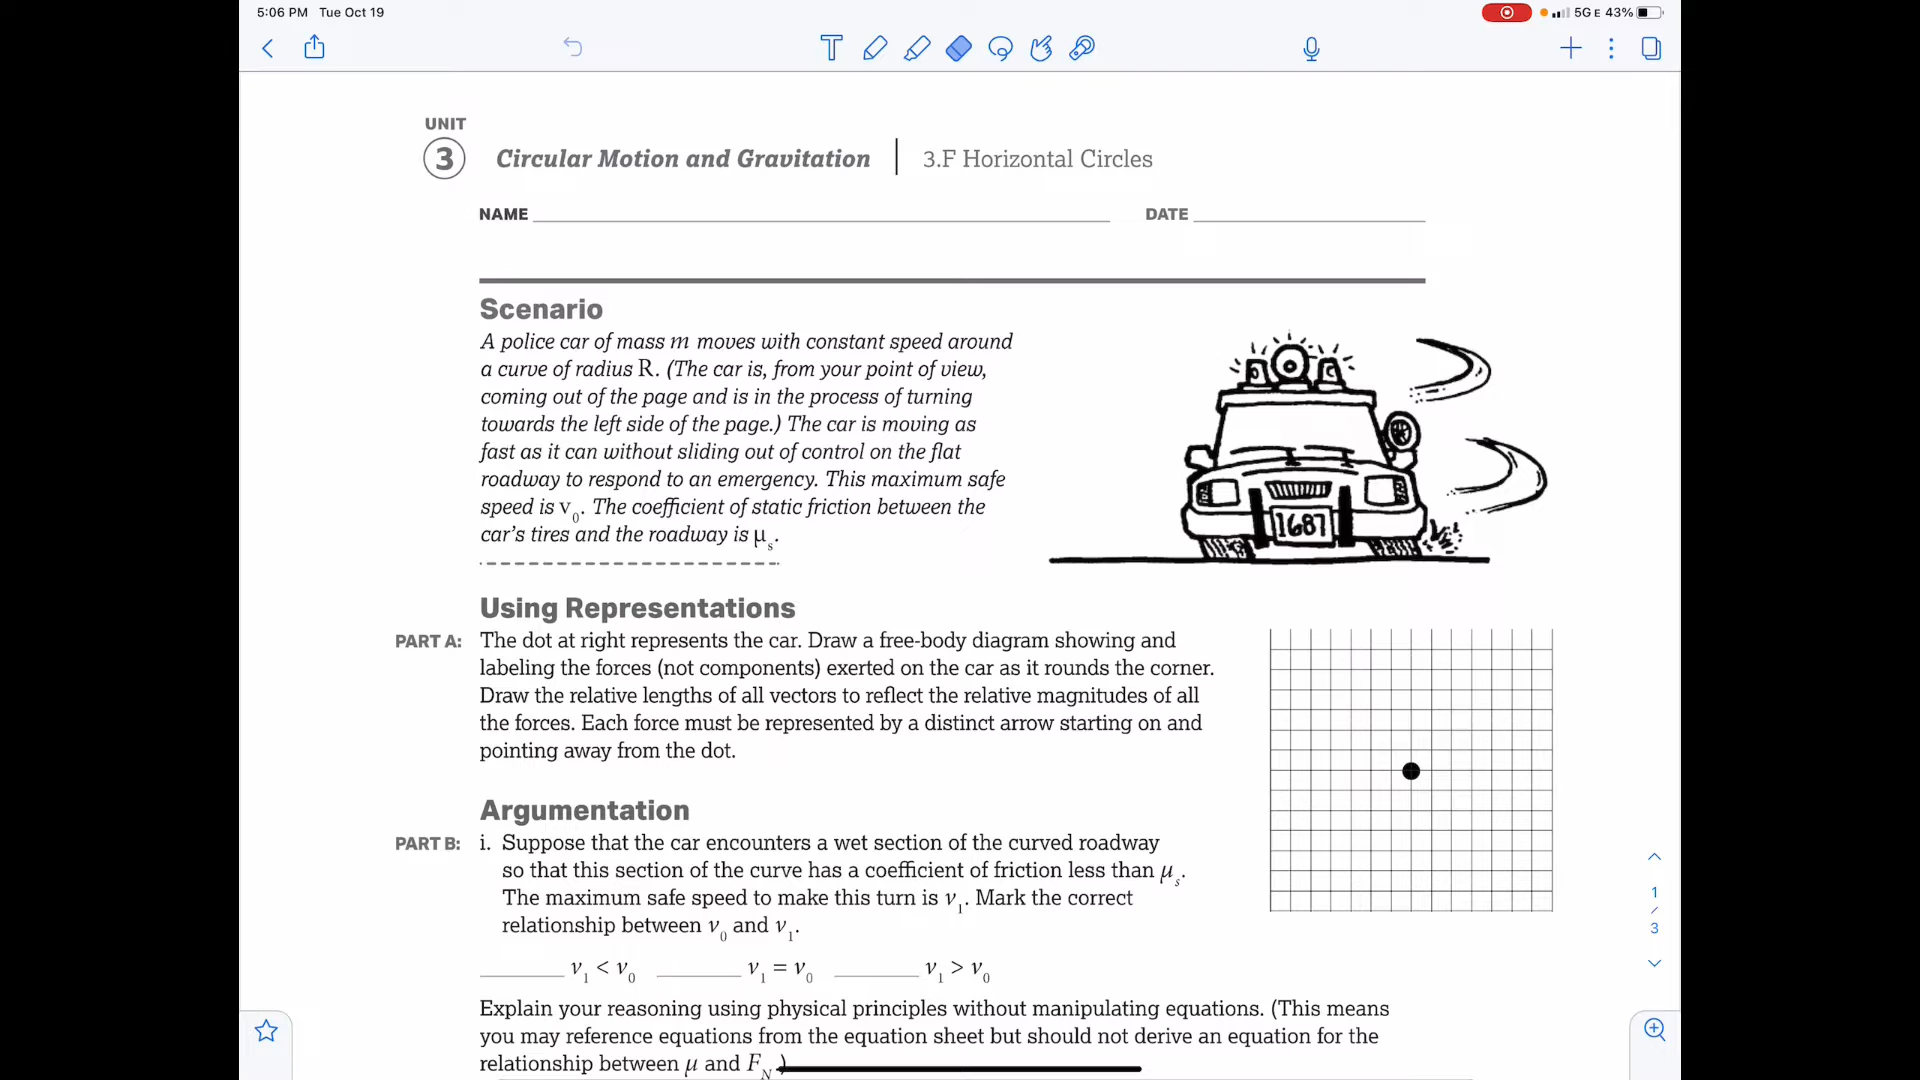 5:06 PM Tue Oct 19
5G E 43%
UNIT
3 Circular Motion and Gravitation | 3.F Horizontal Circles
NAME DATE
Scenario
A police car of mass m moves with constant speed around
a curve of radius R. (The car is, from your point of view,
coming out of the page and is in the process of turning
towards the left side of the page.) The car is moving as
fast as it can without sliding out of control on the flat
roadway to respond to an emergency. This maximum safe
speed is v₀. The coefficient of static friction between the
car's tires and the roadway is μₛ.
1687
Using Representations
PART A: The dot at right represents the car. Draw a free-body diagram showing and
labeling the forces (not components) exerted on the car as it rounds the corner.
Draw the relative lengths of all vectors to reflect the relative magnitudes of all
the forces. Each force must be represented by a distinct arrow starting on and
pointing away from the dot.
Argumentation
PART B: i. Suppose that the car encounters a wet section of the curved roadway
so that this section of the curve has a coefficient of friction less than μₛ.
The maximum safe speed to make this turn is v₁. Mark the correct
relationship between v₀ and v₁.
________ v₁ < v₀ ________ v₁ = v₀ ________ v₁ > v₀
Explain your reasoning using physical principles without manipulating equations. (This means
you may reference equations from the equation sheet but should not derive an equation for the
relationship between μ and F_N.)
1
/
3